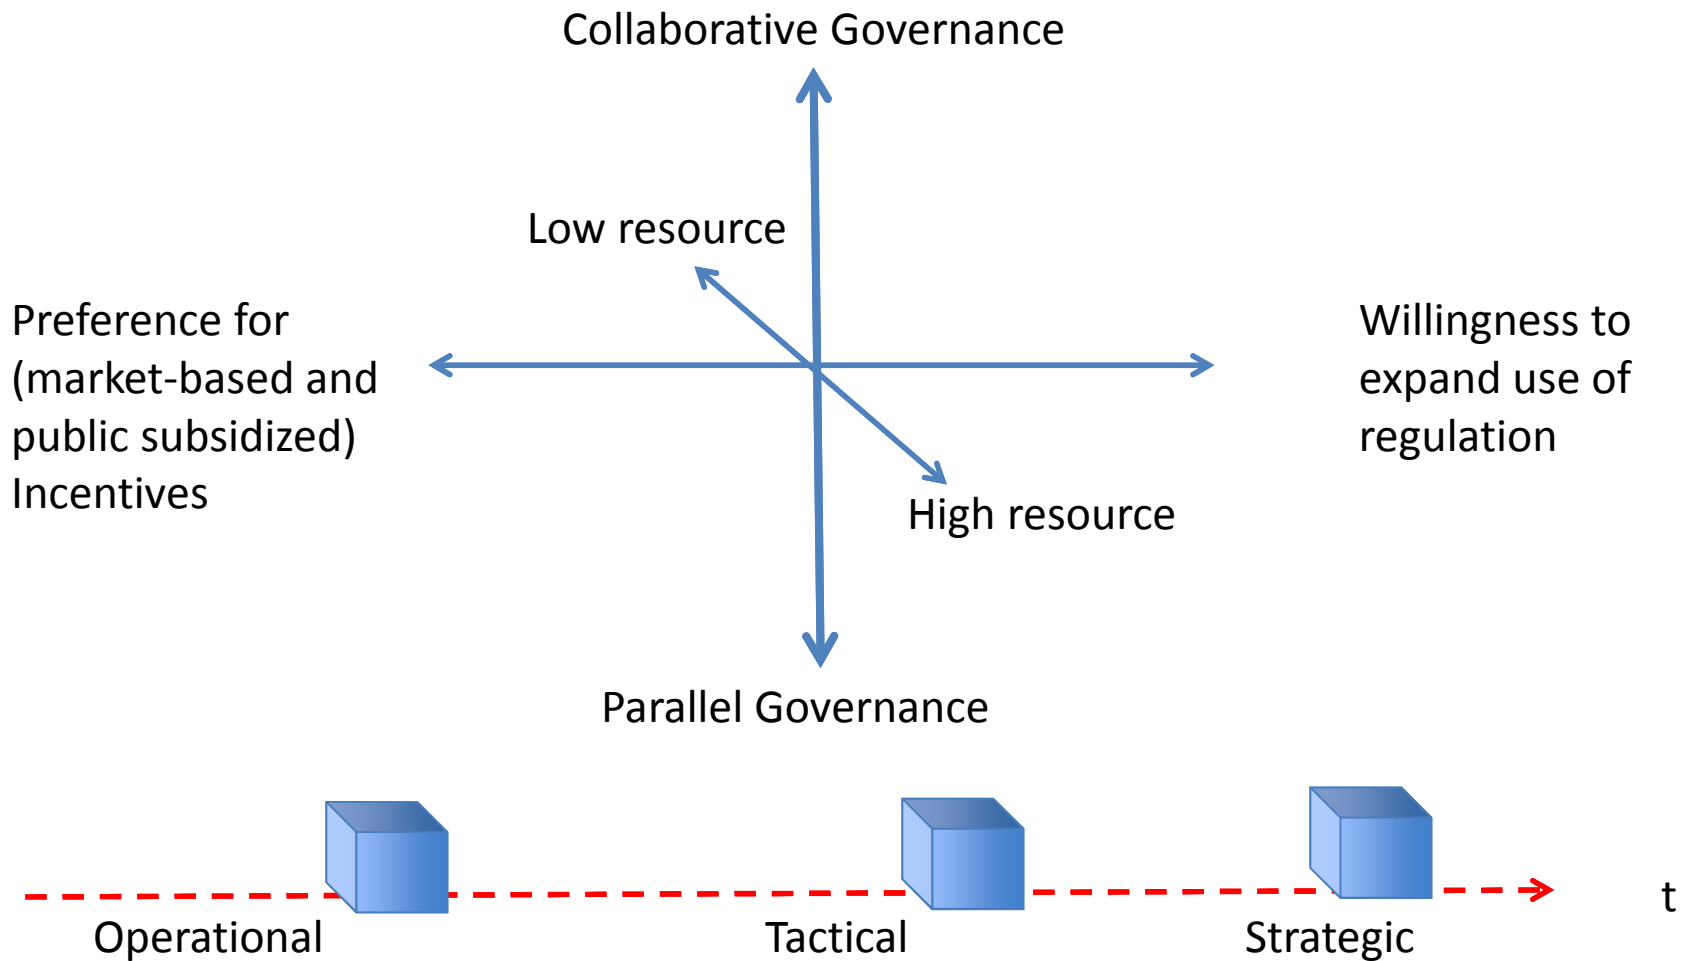 Collaborative Governance
Low resource
Preference for
(market-based and
public subsidized)
Incentives
Willingness to
expand use of
regulation
High resource
Parallel Governance
t
Operational
Tactical
Strategic